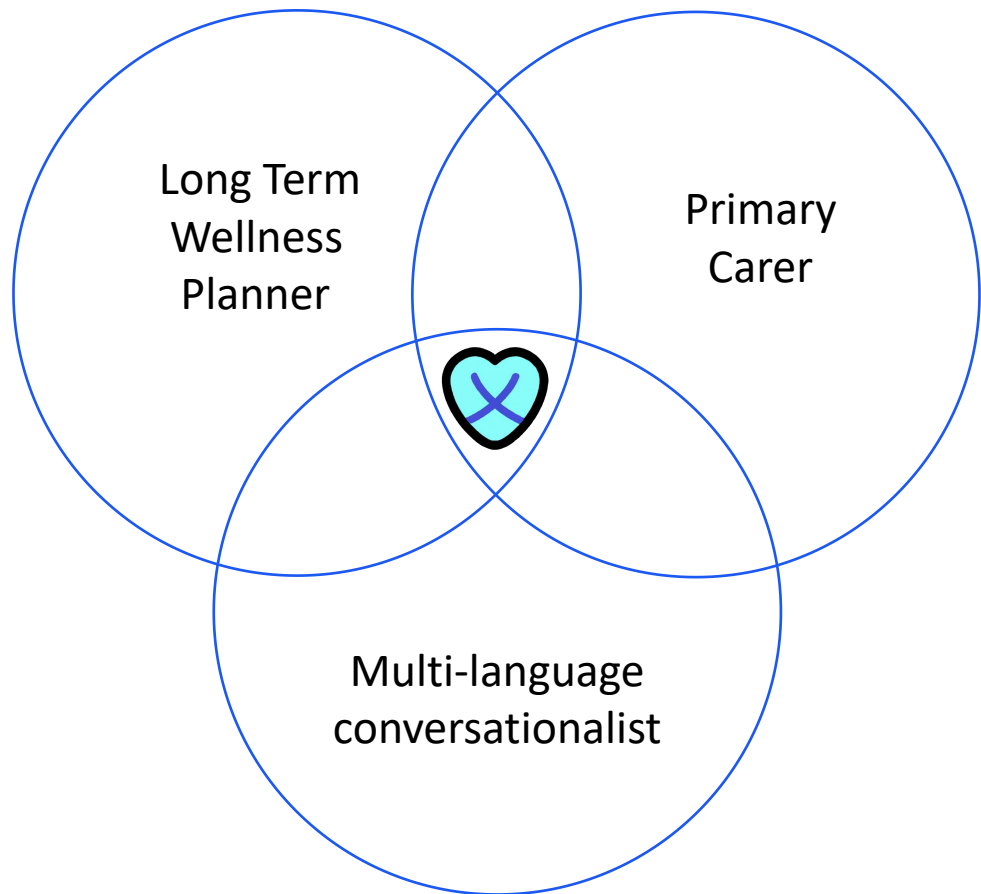 Long Term
Wellness
Planner
Primary
Carer
Multi-language
conversationalist